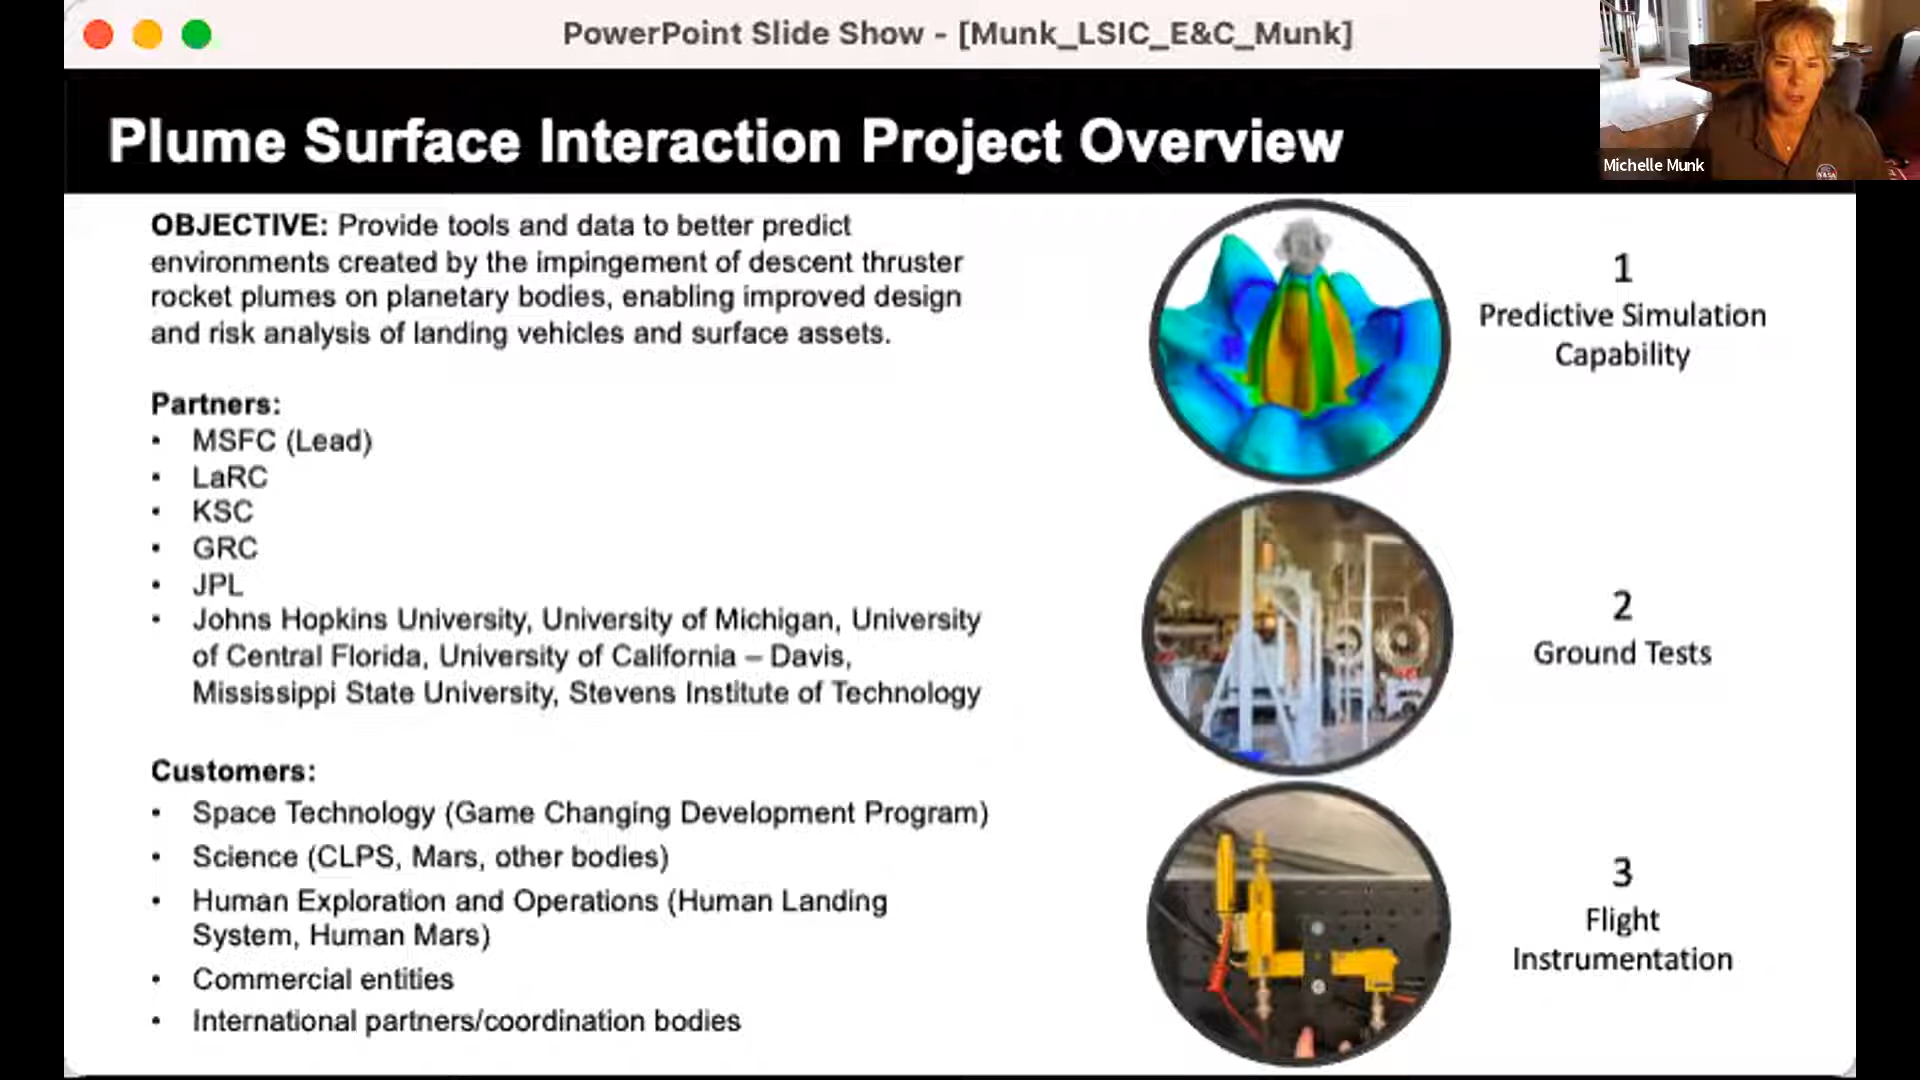 PowerPoint Slide Show - [Munk_LSIC_E&C_Munk]
Plume Surface Interaction Project Overview
Michelle Munk
NASA
OBJECTIVE: Provide tools and data to better predict
environments created by the impingement of descent thruster
rocket plumes on planetary bodies, enabling improved design
and risk analysis of landing vehicles and surface assets.
Partners:
• MSFC (Lead)
• LaRC
• KSC
• GRC
• JPL
• Johns Hopkins University, University of Michigan, University
of Central Florida, University of California – Davis,
Mississippi State University, Stevens Institute of Technology
Customers:
• Space Technology (Game Changing Development Program)
• Science (CLPS, Mars, other bodies)
• Human Exploration and Operations (Human Landing
System, Human Mars)
• Commercial entities
• International partners/coordination bodies
1
Predictive Simulation
Capability
2
Ground Tests
3
Flight
Instrumentation